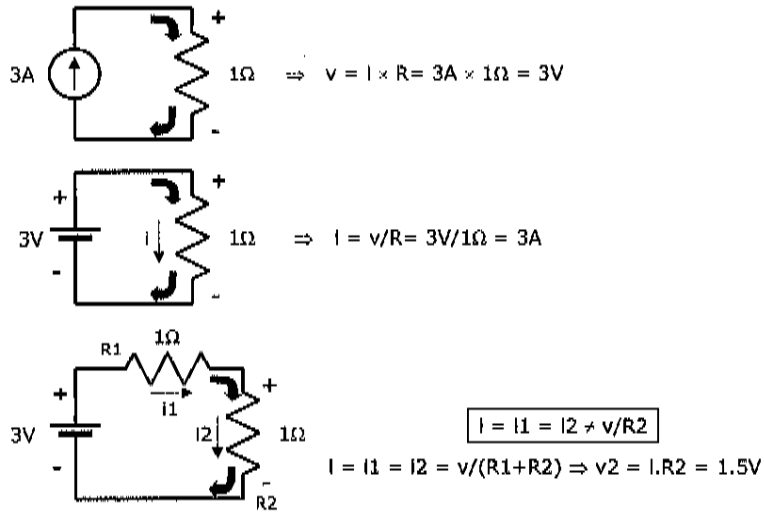 +
3A
1Ω ⇒ v = I × R= 3A × 1Ω = 3V
-
+ +
3V i 1Ω ⇒ I = v/R= 3V/1Ω = 3A
- -
R1 1Ω
+ i1 +
3V I2 1Ω
I = I1 = I2 ≠ v/R2
- -
I = I1 = I2 = v/(R1+R2) ⇒ v2 = I.R2 = 1.5V
R2